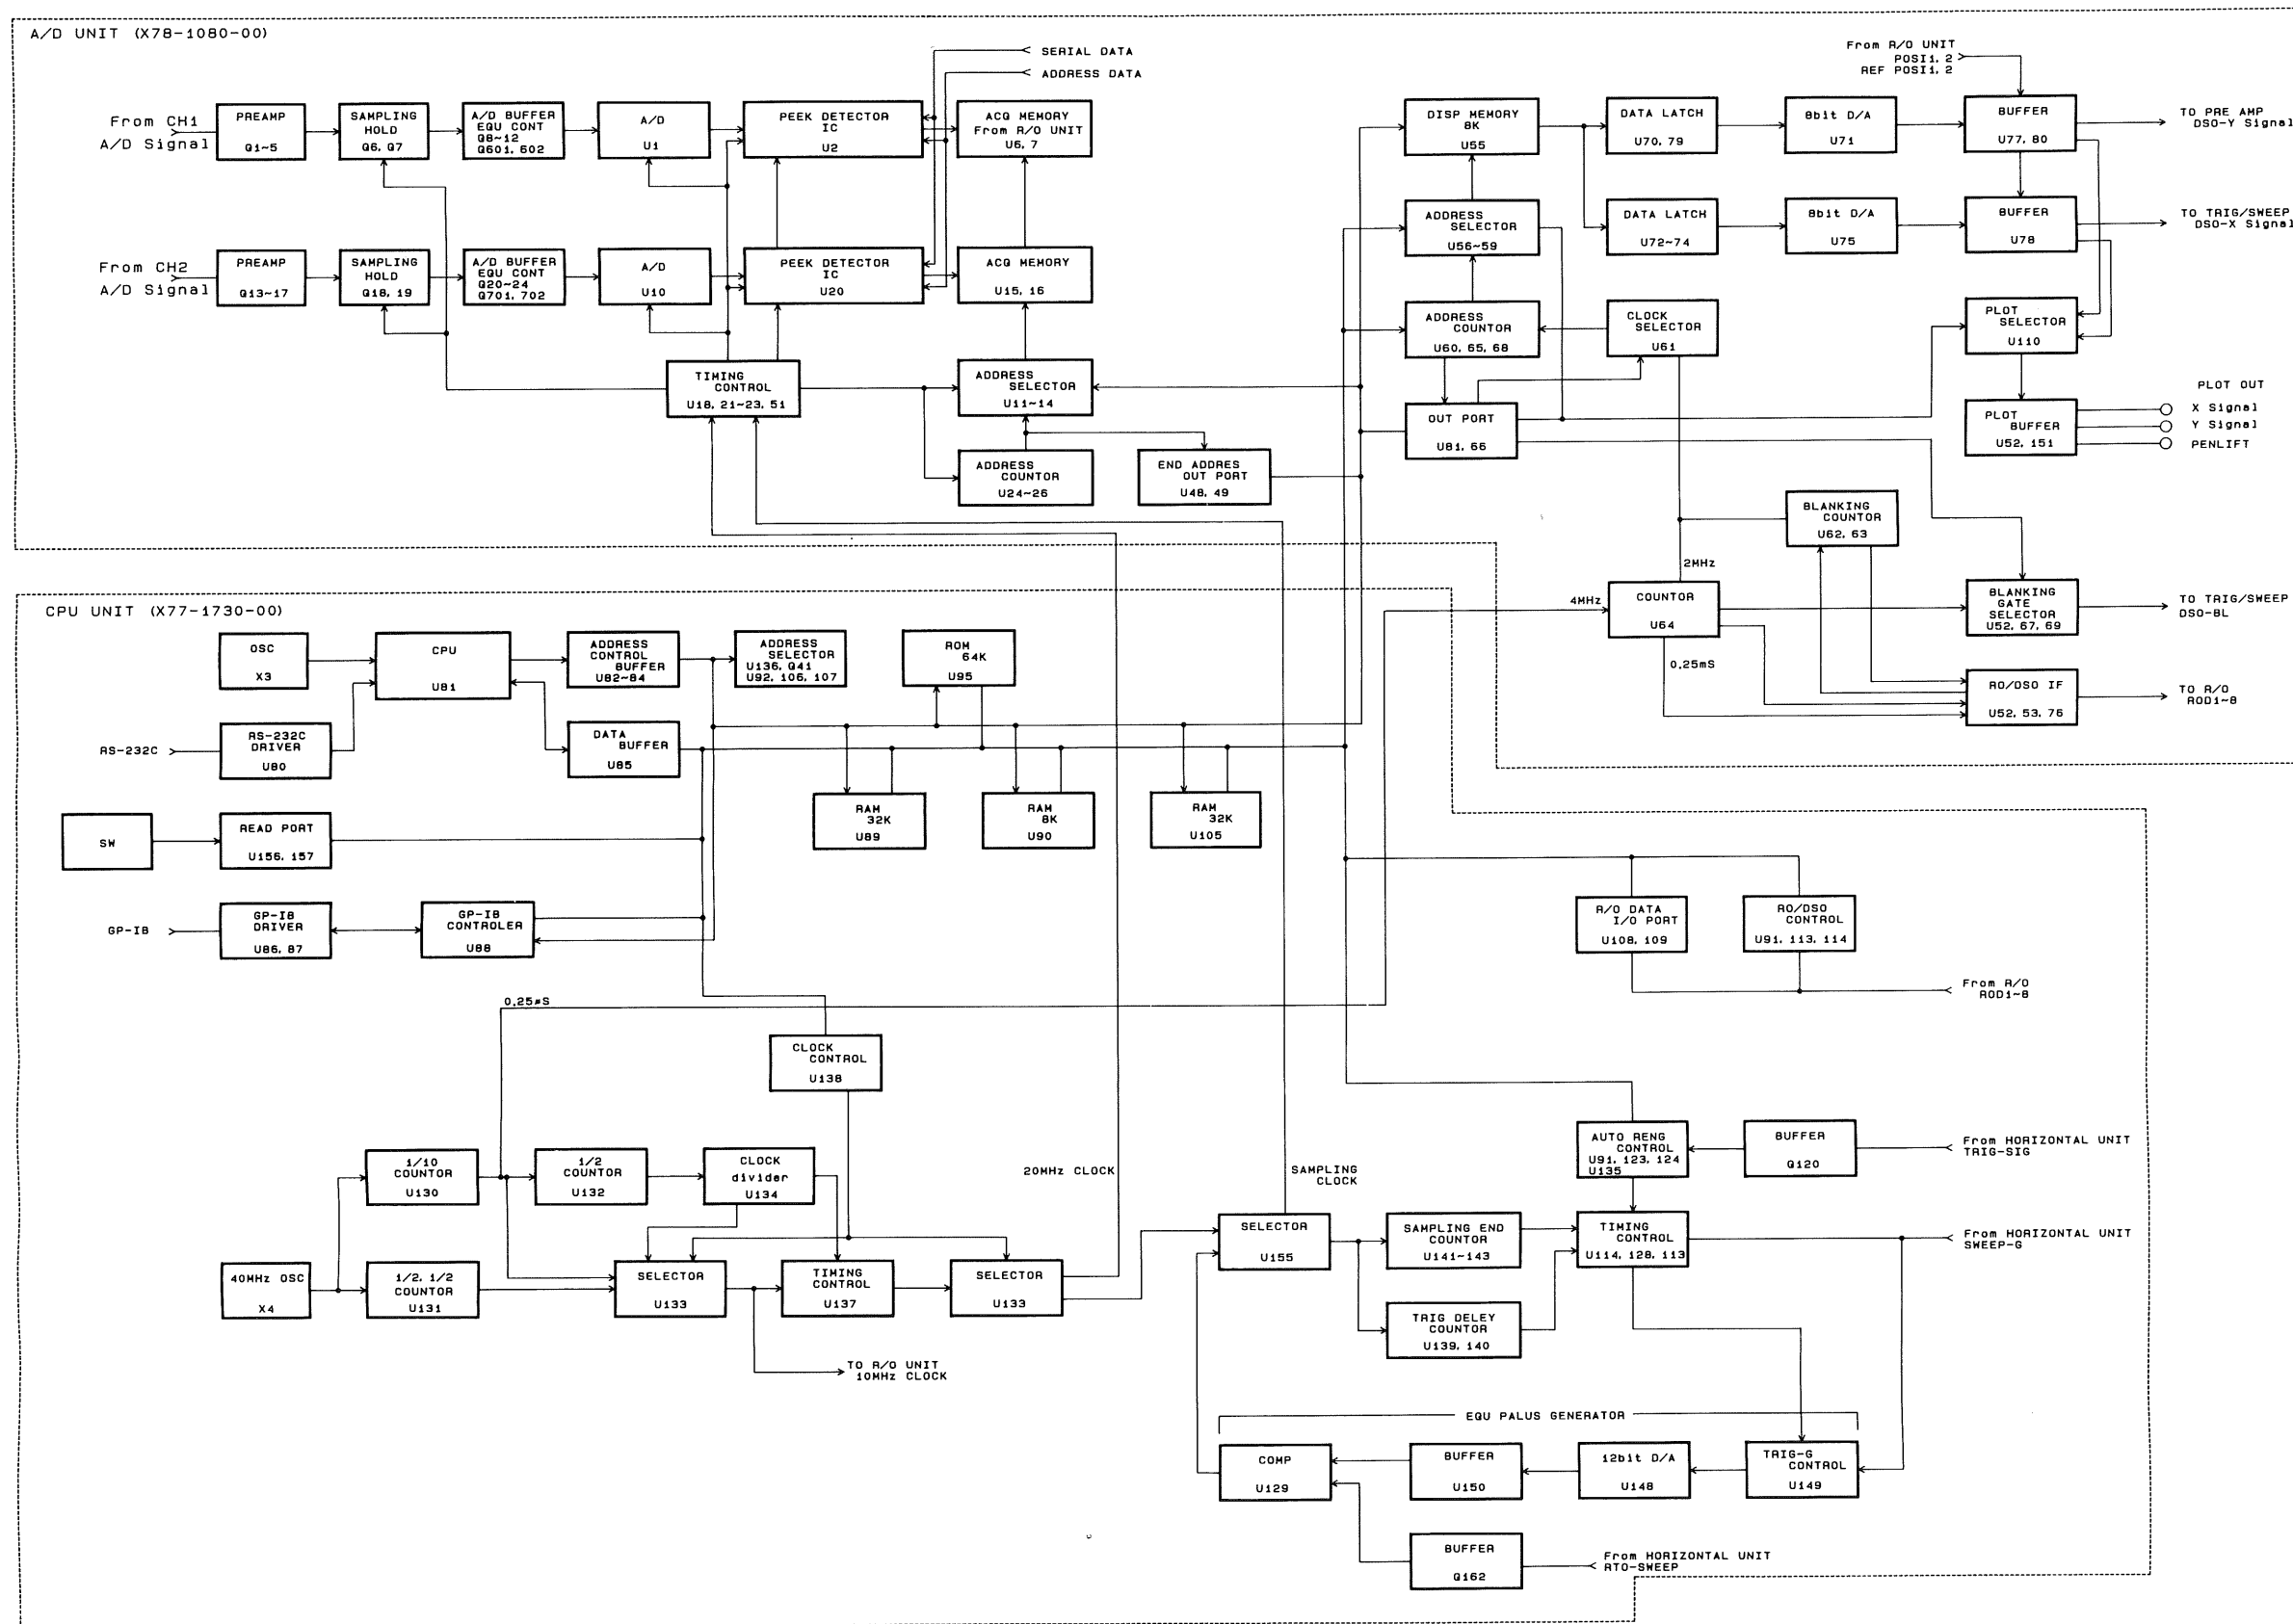 A/D UNIT (X78-1080-00)
SERIAL DATA
ADDRESS DATA
From CH1
A/D Signal
PREAMP
Q1~5
SAMPLING
HOLD
Q6, Q7
A/D BUFFER
EQU CONT
Q8~12
Q601, 602
A/D
U1
PEEK DETECTOR
IC
U2
ACQ MEMORY
From R/O UNIT
U6, 7
From CH2
A/D Signal
PREAMP
Q13~17
SAMPLING
HOLD
Q18, 19
A/D BUFFER
EQU CONT
Q20~24
Q701, 702
A/D
U10
PEEK DETECTOR
IC
U20
ACQ MEMORY
U15, 16
TIMING
CONTROL
U18, 21~23, 51
ADDRESS
SELECTOR
U11~14
ADDRESS
COUNTOR
U24~26
END ADDRES
OUT PORT
U48, 49
From R/O UNIT
POSI1, 2
REF POSI1, 2
DISP MEMORY
8K
U55
DATA LATCH
U70, 79
8bit D/A
U71
BUFFER
U77, 80
TO PRE AMP
DSO-Y Signal
ADDRESS
SELECTOR
U56~59
DATA LATCH
U72~74
8bit D/A
U75
BUFFER
U78
TO TRIG/SWEEP
DSO-X Signal
ADDRESS
COUNTOR
U60, 65, 68
CLOCK
SELECTOR
U61
PLOT
SELECTOR
U110
OUT PORT
U81, 66
PLOT
BUFFER
U52, 151
PLOT OUT
X Signal
Y Signal
PENLIFT
BLANKING
COUNTOR
U62, 63
2MHz
4MHz
COUNTOR
U64
0.25mS
BLANKING
GATE
SELECTOR
U52, 67, 69
TO TRIG/SWEEP
DSO-BL
RO/DSO IF
U52, 53, 76
TO R/O
ROD1~8
CPU UNIT (X77-1730-00)
OSC
X3
CPU
U81
ADDRESS
CONTROL
BUFFER
U82~84
ADDRESS
SELECTOR
U136, Q41
U92, 106, 107
ROM
64K
U95
RS-232C
RS-232C
DRIVER
U80
DATA
BUFFER
U85
RAM
32K
U89
RAM
8K
U90
RAM
32K
U105
SW
READ PORT
U156, 157
GP-IB
GP-IB
DRIVER
U86, 87
GP-IB
CONTROLER
U88
R/O DATA
I/O PORT
U108, 109
RO/DSO
CONTROL
U91, 113, 114
From R/O
ROD1~8
0.25µS
CLOCK
CONTROL
U138
1/10
COUNTOR
U130
1/2
COUNTOR
U132
CLOCK
divider
U134
20MHz CLOCK
SAMPLING
CLOCK
AUTO RENG
CONTROL
U91, 123, 124
U135
BUFFER
Q120
From HORIZONTAL UNIT
TRIG-SIG
40MHz OSC
X4
1/2, 1/2
COUNTOR
U131
SELECTOR
U133
TIMING
CONTROL
U137
SELECTOR
U133
SELECTOR
U155
SAMPLING END
COUNTOR
U141~143
TIMING
CONTROL
U114, 128, 113
From HORIZONTAL UNIT
SWEEP-G
TRIG DELEY
COUNTOR
U139, 140
TO R/O UNIT
10MHz CLOCK
EQU PALUS GENERATOR
COMP
U129
BUFFER
U150
12bit D/A
U148
TRIG-G
CONTROL
U149
BUFFER
Q162
From HORIZONTAL UNIT
RTO-SWEEP